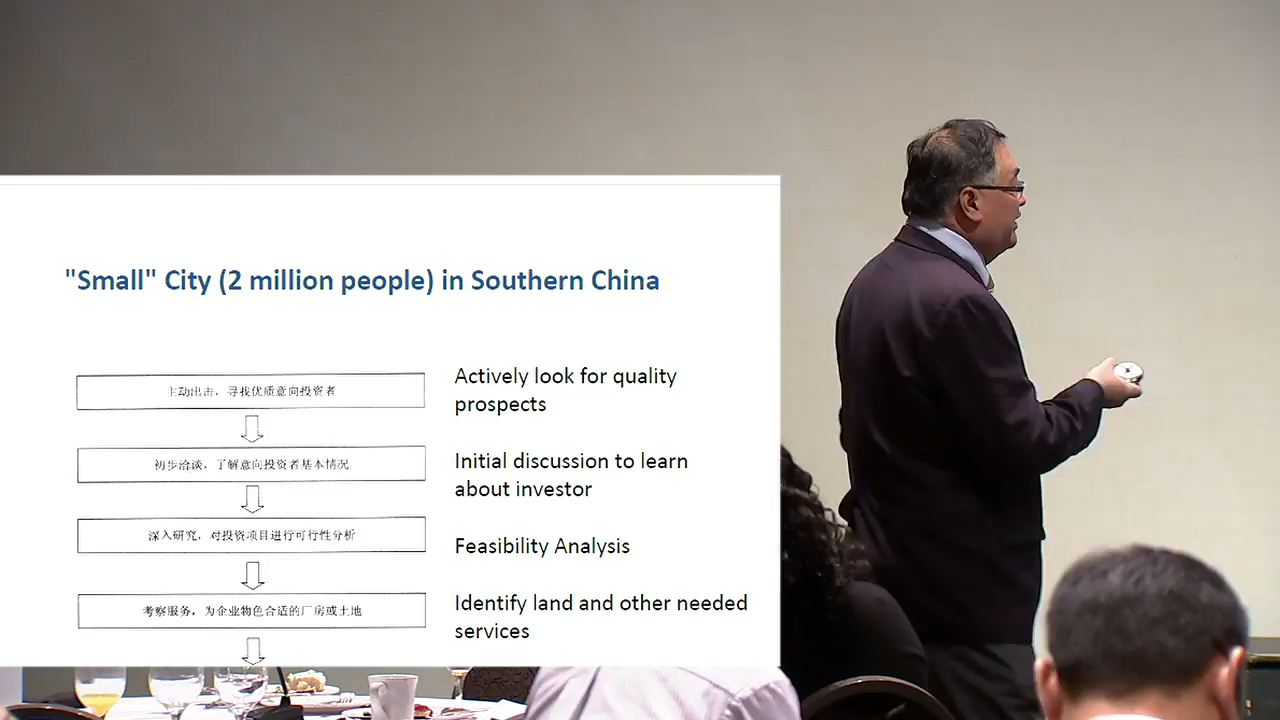 "Small" City (2 million people) in Southern China
主动出击，寻找优质意向投资者
Actively look for quality
prospects
初步洽谈，了解意向投资者基本情况
Initial discussion to learn
about investor
深入研究，对投资项目进行可行性分析
Feasibility Analysis
考察服务，为企业物色合适的厂房或土地
Identify land and other needed
services